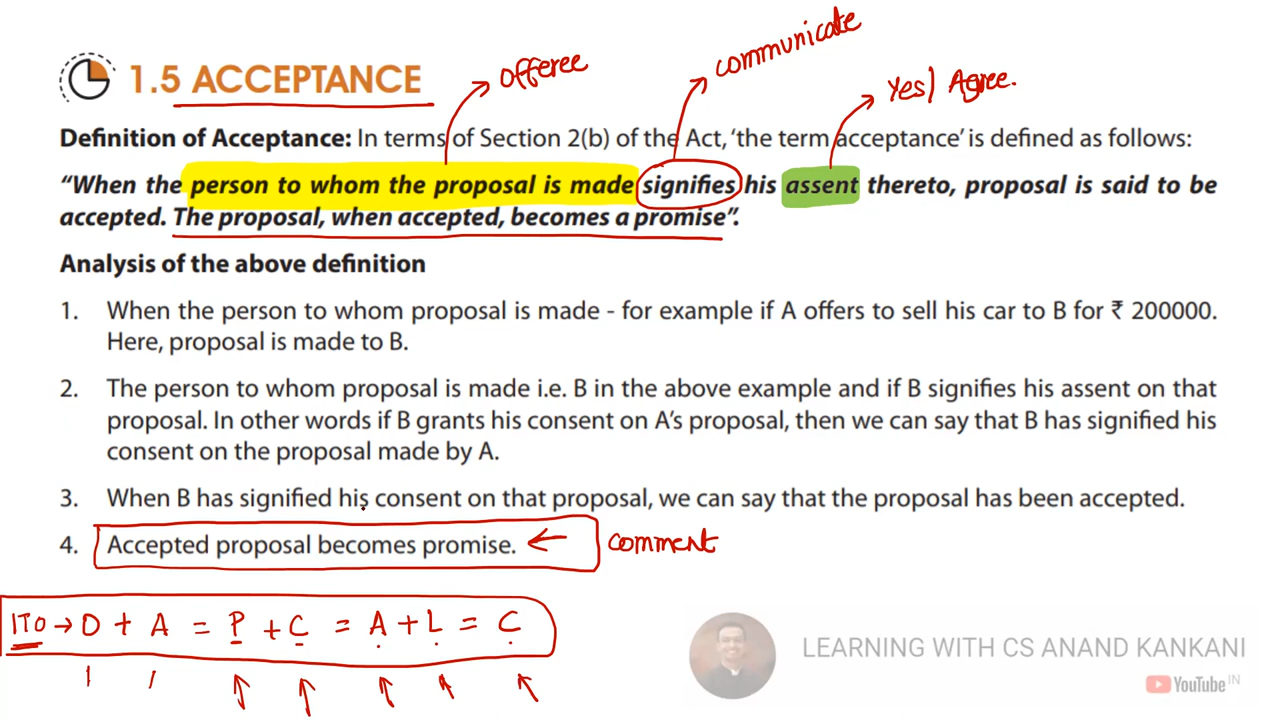 communicate
offeree
1.5 ACCEPTANCE
Yes/ Agree.
Definition of Acceptance: In terms of Section 2(b) of the Act, ‘the term acceptance’ is defined as follows:
“When the person to whom the proposal is made signifies his assent thereto, proposal is said to be
accepted. The proposal, when accepted, becomes a promise”.
Analysis of the above definition
1. When the person to whom proposal is made - for example if A offers to sell his car to B for ₹ 200000.
Here, proposal is made to B.
2. The person to whom proposal is made i.e. B in the above example and if B signifies his assent on that
proposal. In other words if B grants his consent on A’s proposal, then we can say that B has signified his
consent on the proposal made by A.
3. When B has signified his consent on that proposal, we can say that the proposal has been accepted.
4. Accepted proposal becomes promise. ← comment
ITO → O + A = P + C = A + L = C
LEARNING WITH CS ANAND KANKANI
YouTube IN